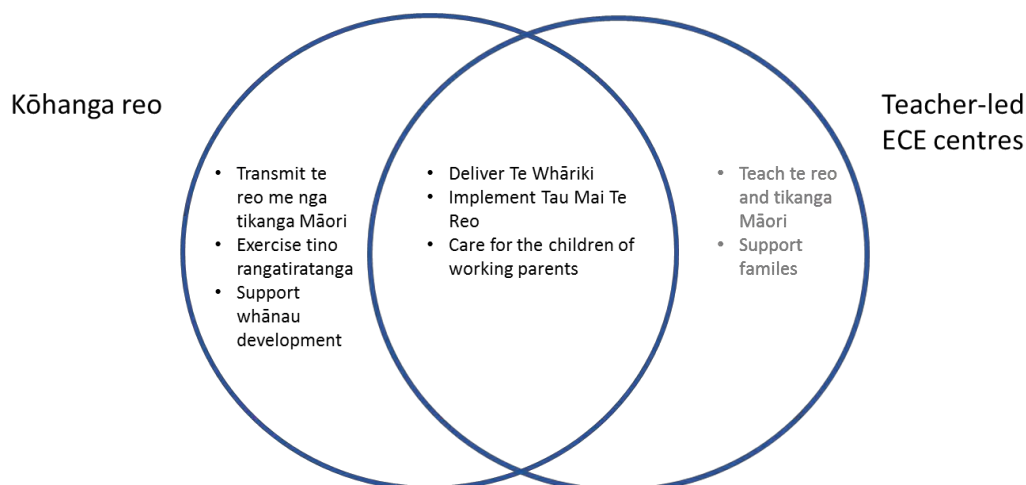 Kōhanga reo
Teacher-led
ECE centres
• Transmit te
reo me nga
tikanga Māori
• Exercise tino
rangatiratanga
• Support
whānau
development
• Deliver Te Whāriki
• Implement Tau Mai Te
Reo
• Care for the children of
working parents
• Teach te reo
and tikanga
Māori
• Support
familes